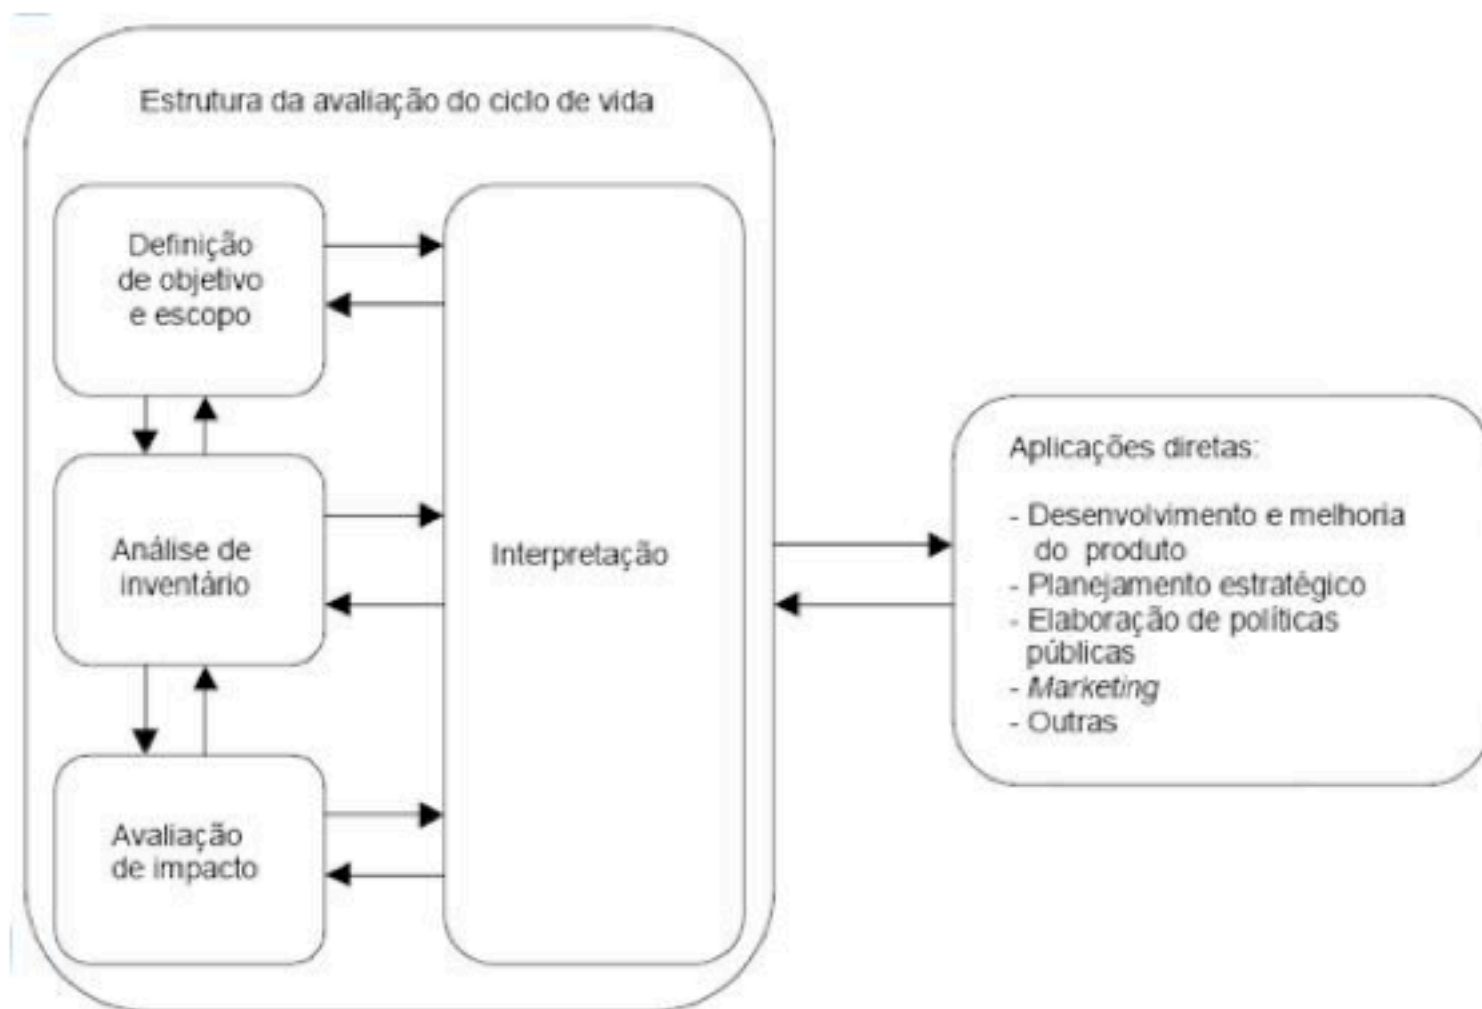 Estrutura da avaliação do ciclo de vida
Definição
de objetivo
e escopo
Análise de
inventário
Avaliação
de impacto
Interpretação
Aplicações diretas:
- Desenvolvimento e melhoria
do produto
- Planejamento estratégico
- Elaboração de políticas
públicas
- Marketing
- Outras